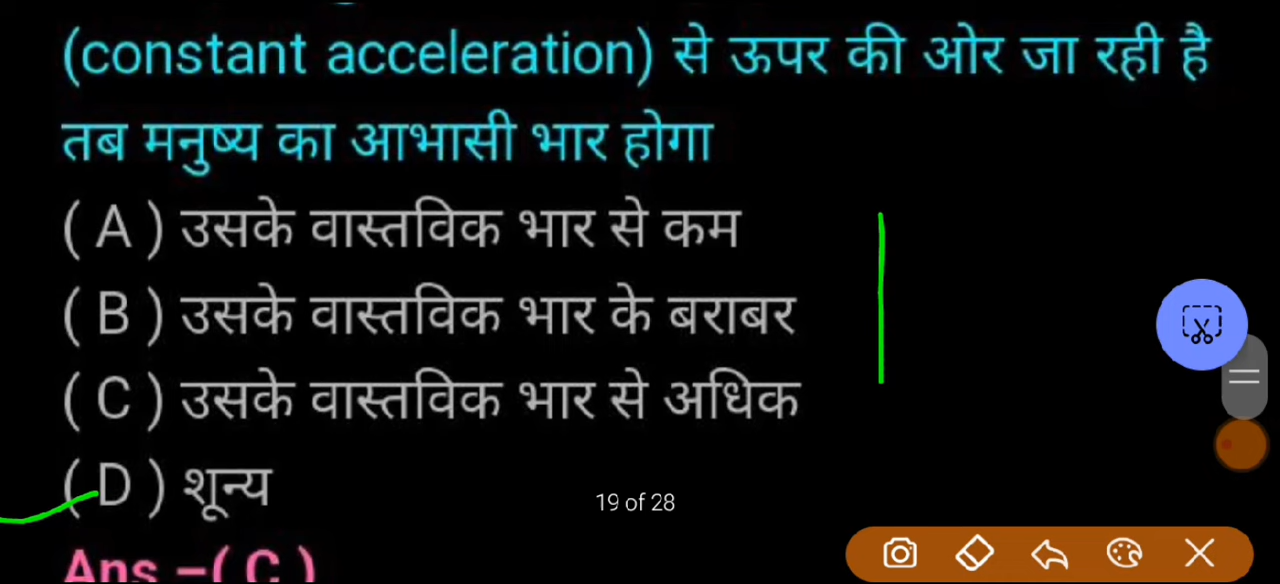 (constant acceleration) से ऊपर की ओर जा रही है
तब मनुष्य का आभासी भार होगा
( A ) उसके वास्तविक भार से कम
( B ) उसके वास्तविक भार के बराबर
( C ) उसके वास्तविक भार से अधिक
( D ) शून्य
19 of 28
Ans –( C )